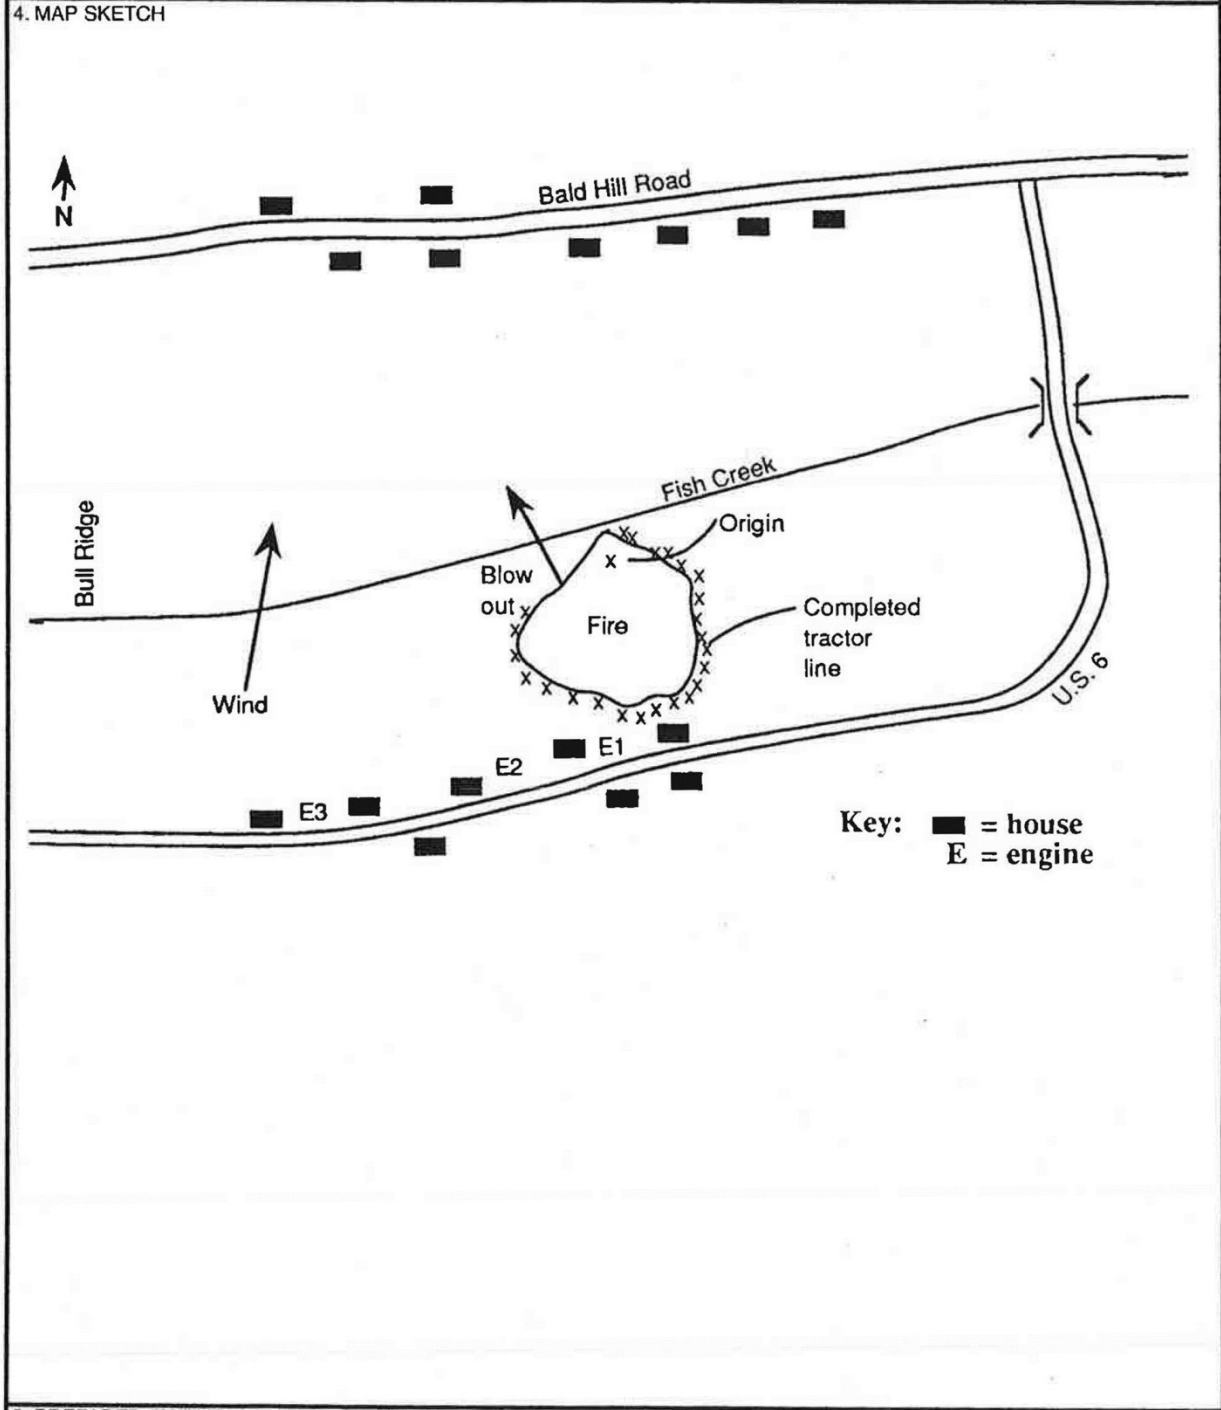 4. MAP SKETCH
N
Bald Hill Road
Fish Creek
Origin
Bull Ridge
Blow
out
Fire
Completed
tractor
line
Wind
U.S. 6
E1
E2
E3
Key: = house
E = engine